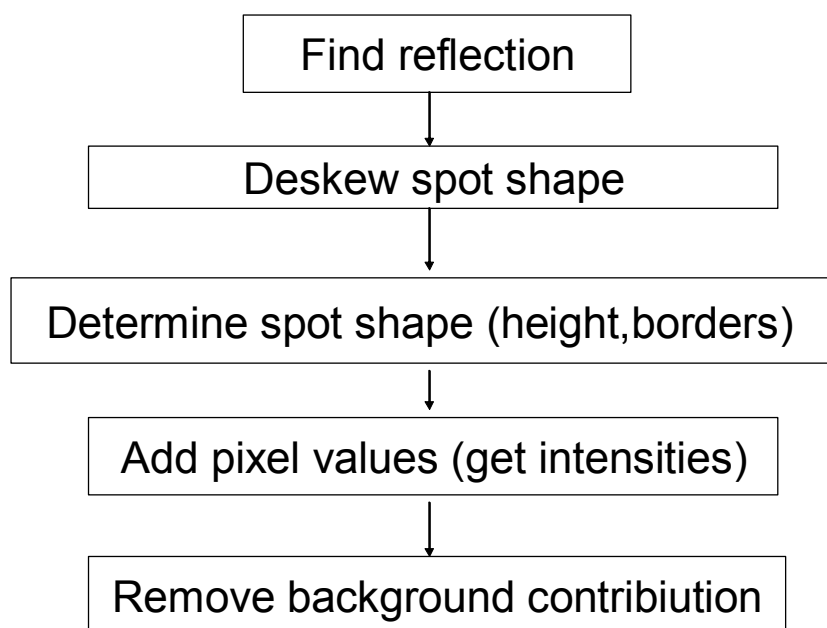 Find reflection
Deskew spot shape
Determine spot shape (height,borders)
Add pixel values (get intensities)
Remove background contribiution